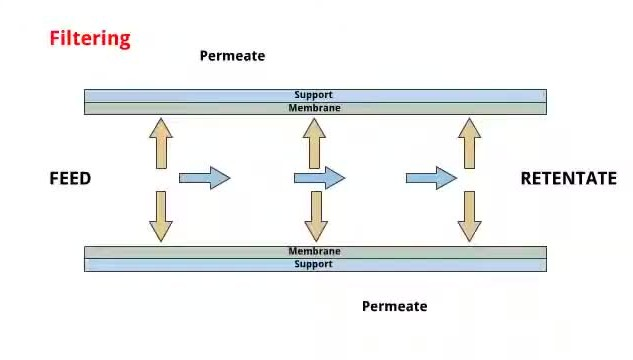 Filtering
Permeate
Support
Membrane
FEED
RETENTATE
Membrane
Support
Permeate